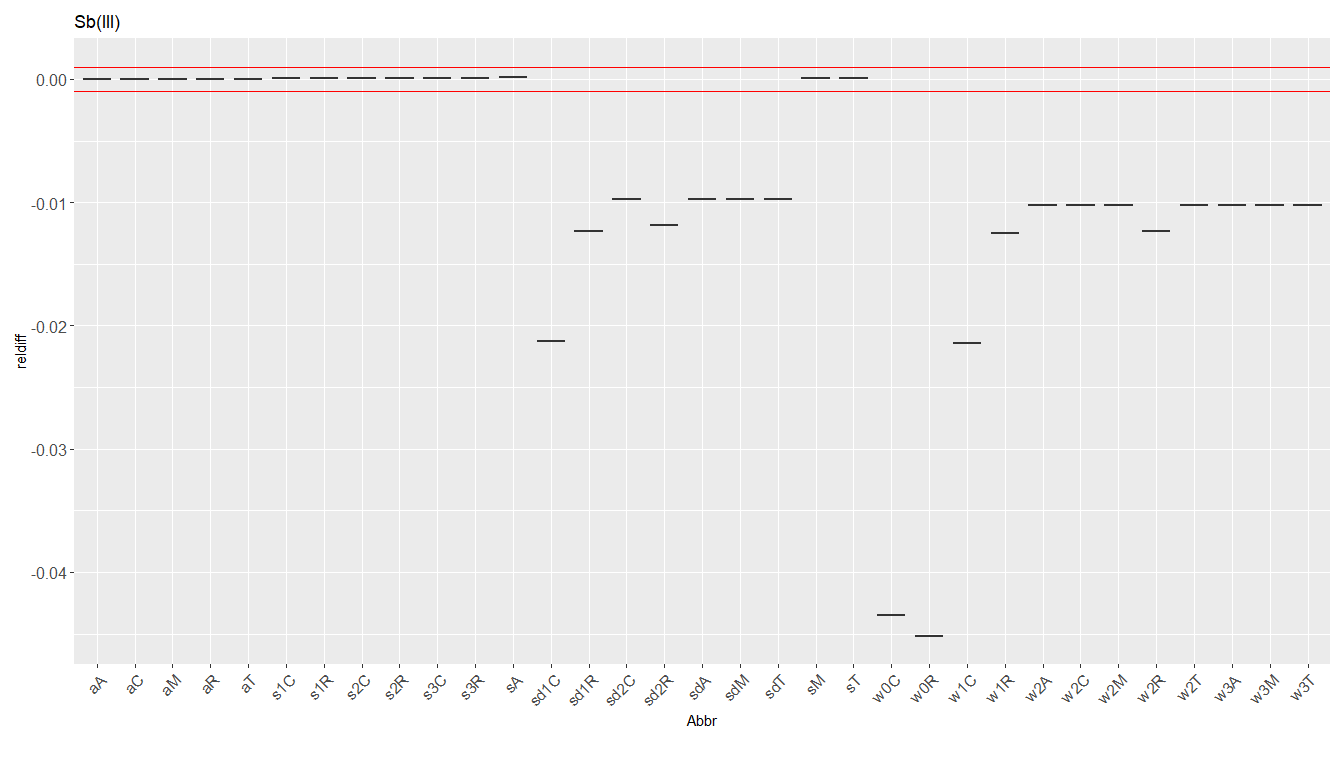 Sb(III)
0.00
-0.01
-0.02
-0.03
-0.04
reldiff
aA aC aM aR aT s1C s1R s2C s2R s3C s3R sA sd1C sd1R sd2C sd2R sdA sdM sdT sM sT w0C w0R w1C w1R w2A w2C w2M w2R w2T w3A w3M w3T
Abbr